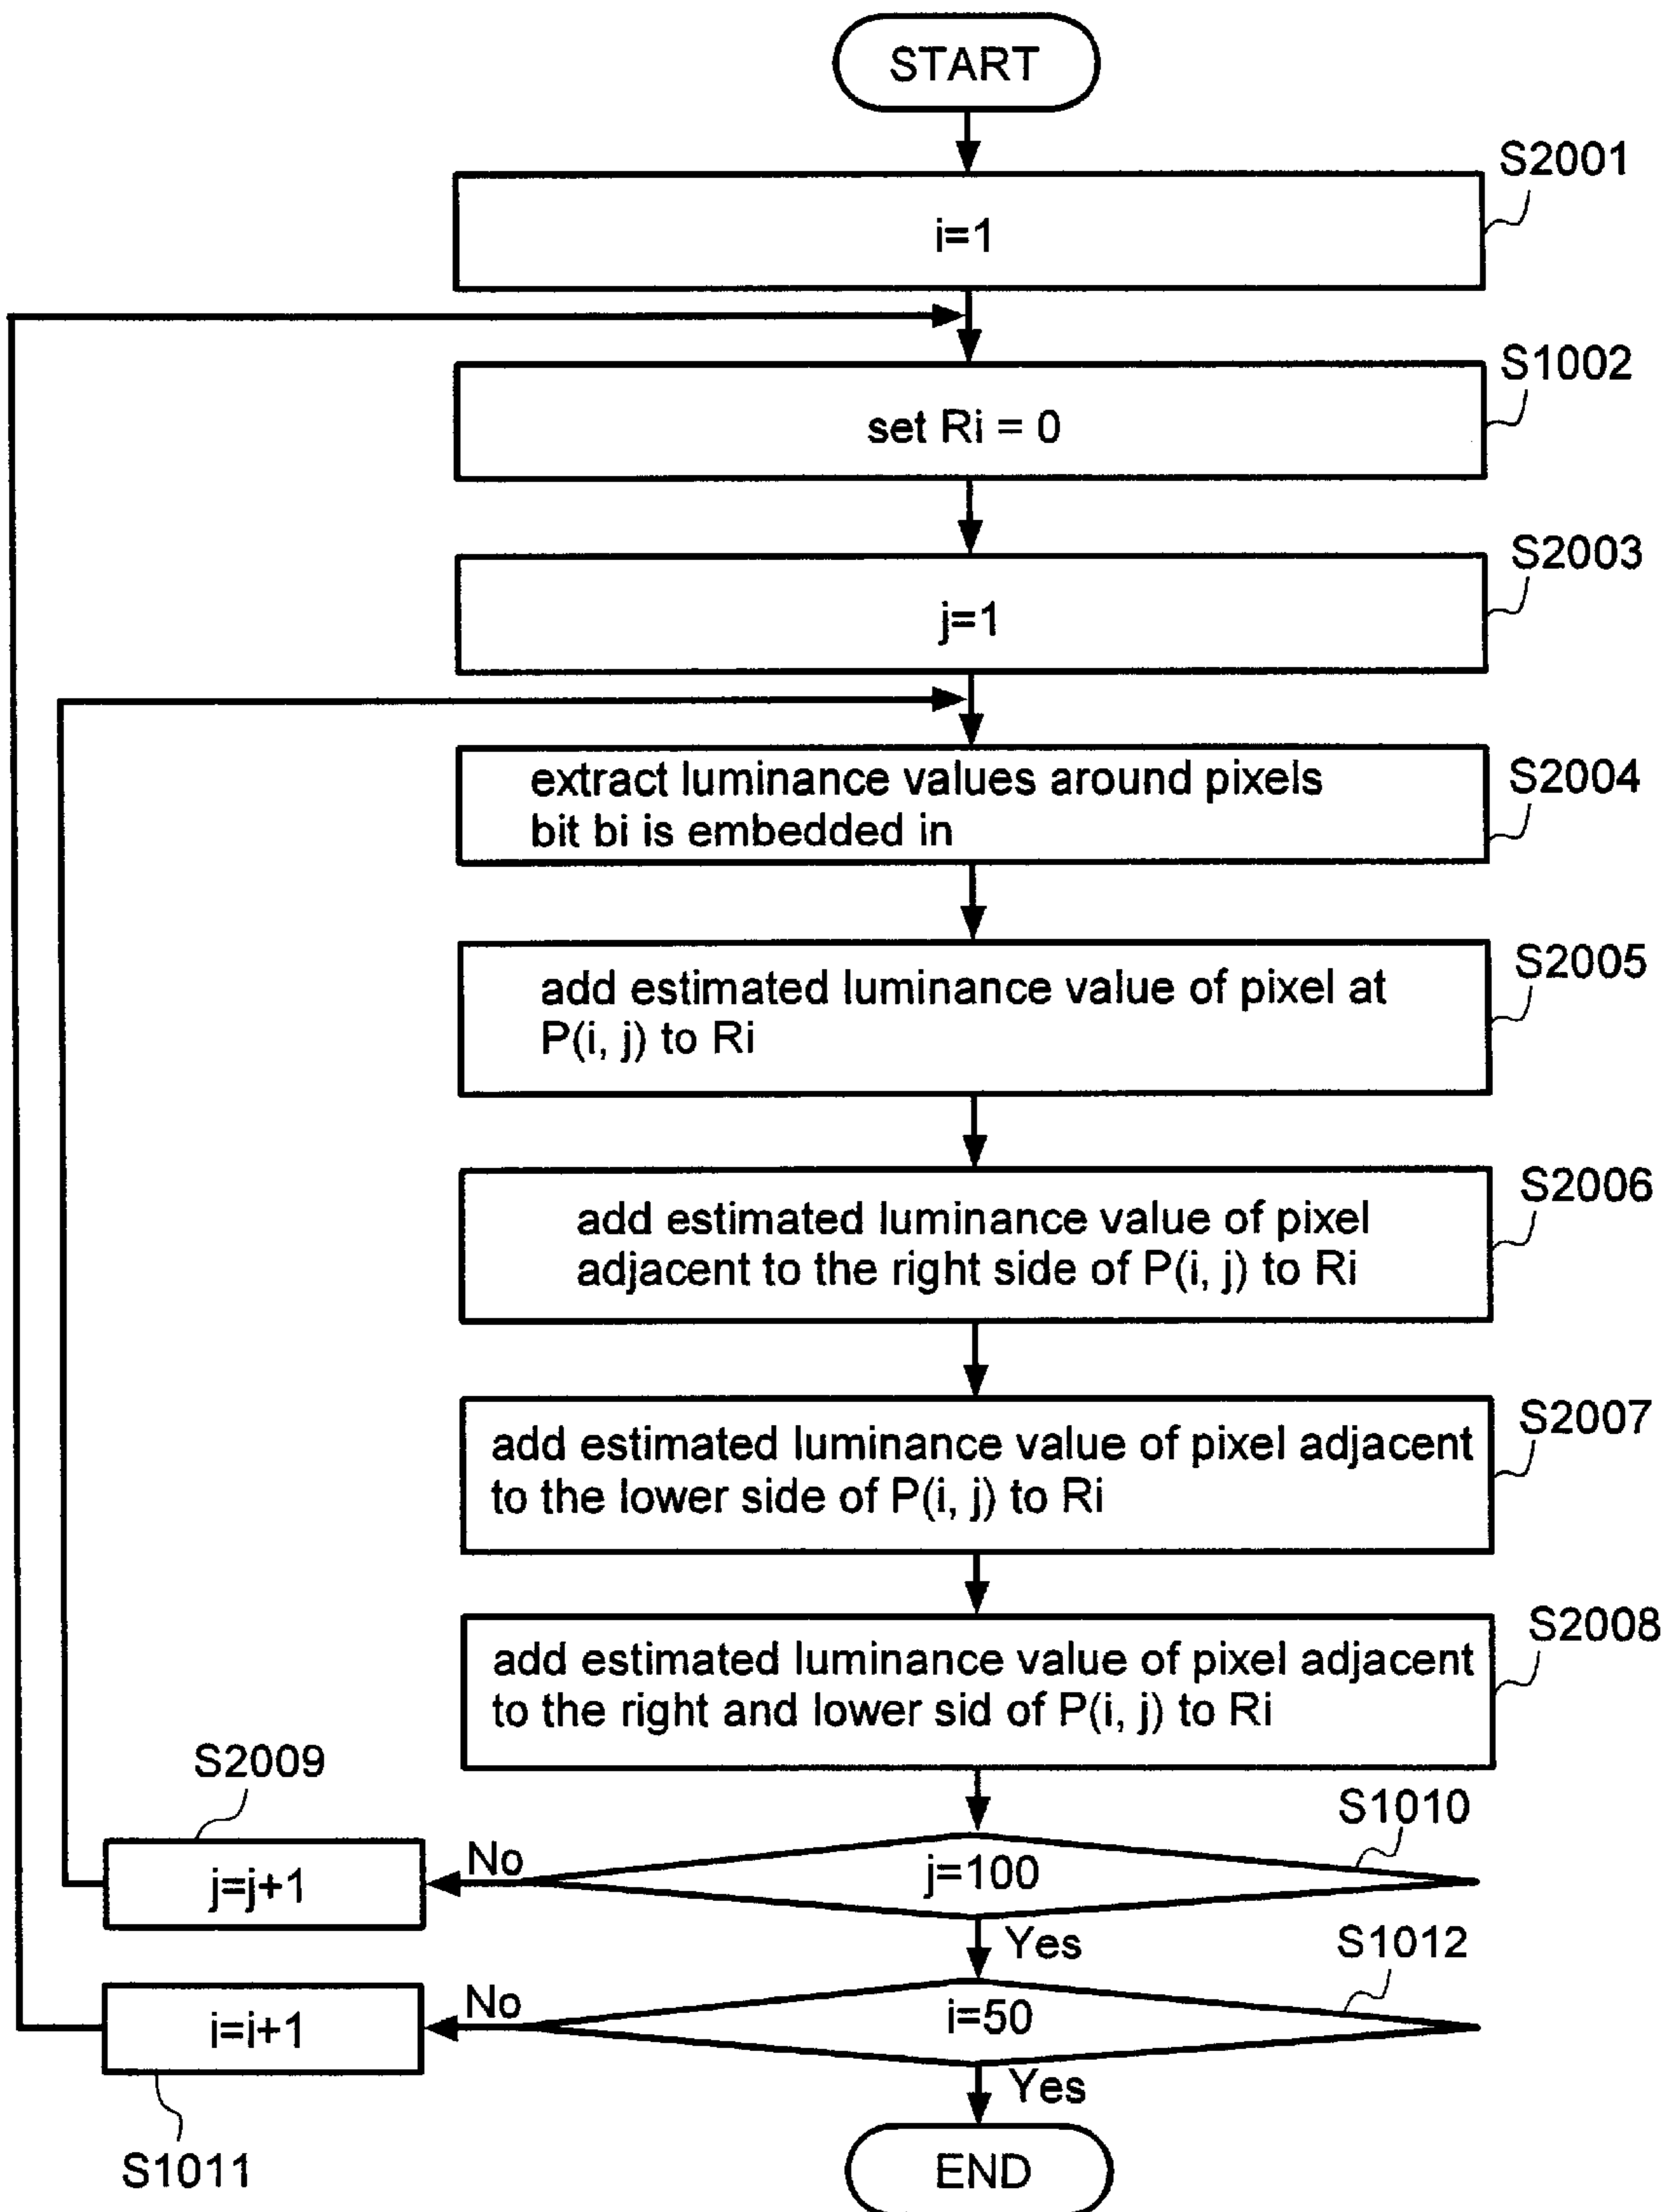 START
S2001
i=1
S1002
set Ri = 0
S2003
j=1
S2004
extract luminance values around pixels
bit bi is embedded in
S2005
add estimated luminance value of pixel at
P(i, j) to Ri
S2006
add estimated luminance value of pixel
adjacent to the right side of P(i, j) to Ri
S2007
add estimated luminance value of pixel adjacent
to the lower side of P(i, j) to Ri
S2008
add estimated luminance value of pixel adjacent
to the right and lower sid of P(i, j) to Ri
S2009
S1010
j=j+1
No
j=100
Yes
S1012
i=i+1
No
i=50
Yes
S1011
END